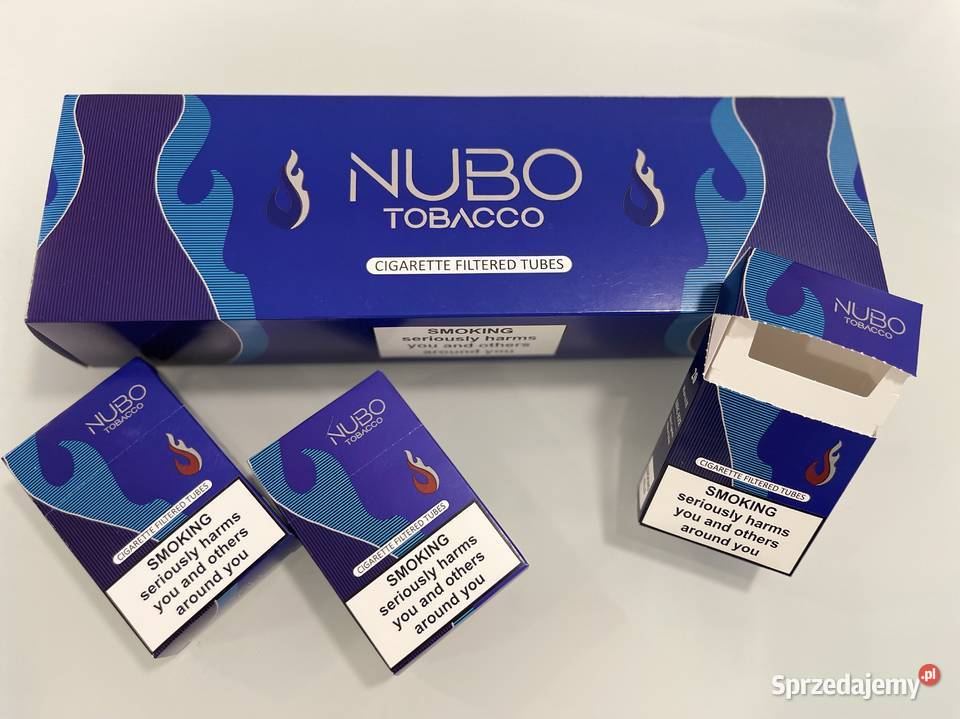 NUBO
TOBACCO
CIGARETTE FILTERED TUBES
SMOKING
seriously harms
you and others
around you
NUBO
TOBACCO
CIGARETTE FILTERED TUBES
SMOKING
seriously harms
you and others
around you
NUBO
TOBACCO
CIGARETTE FILTERED TUBES
SMOKING
seriously harms
you and others
around you
NUBO
TOBACCO
CIGARETTE FILTERED TUBES
SMOKING
seriously harms
you and others
around you
Sprzedajemy.pl